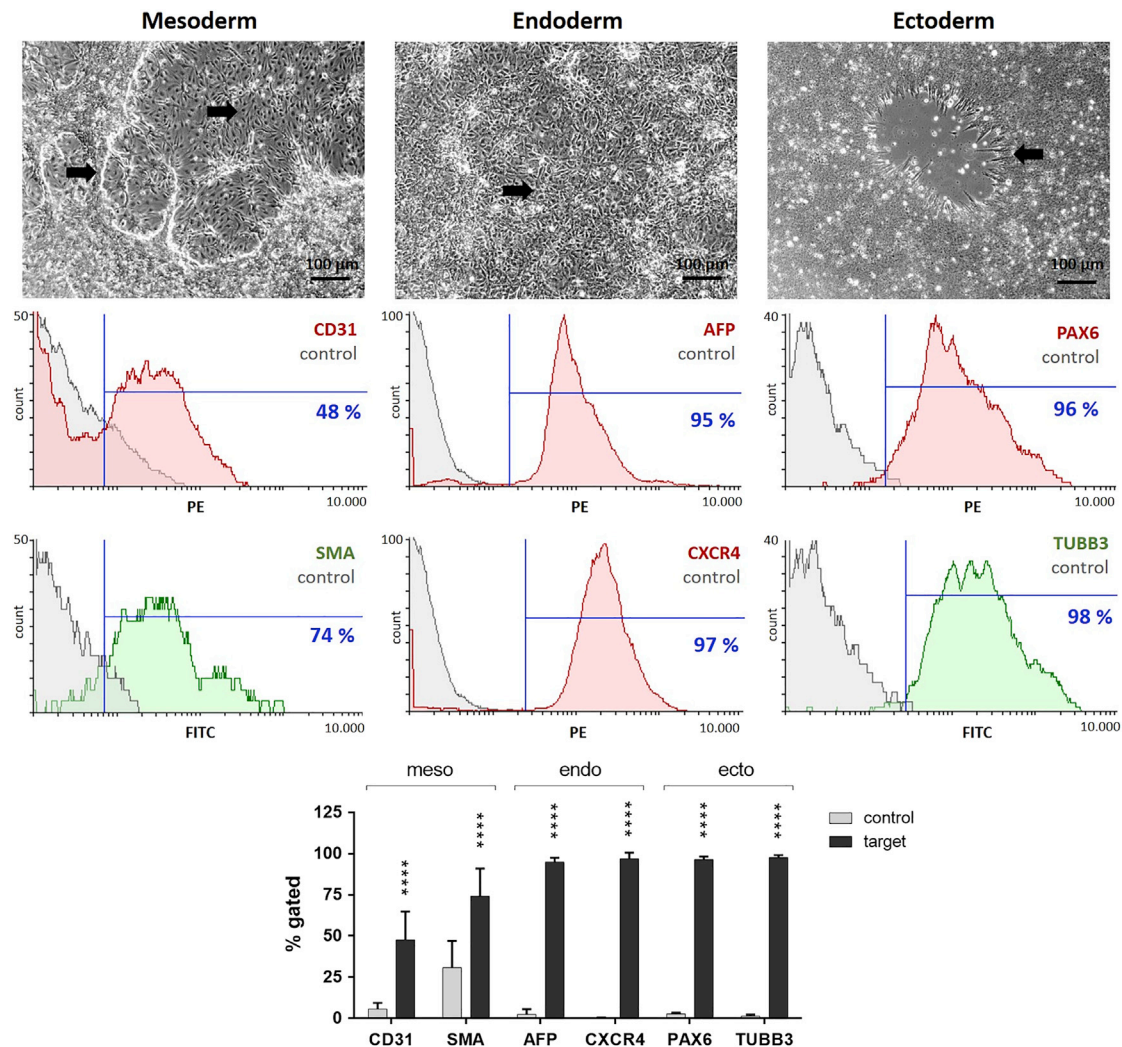 Mesoderm
Endoderm
Ectoderm
100 µm
100 µm
100 µm
50
CD31
control
48 %
count
PE
10.000
100
AFP
control
95 %
count
PE
10.000
40
PAX6
control
96 %
count
PE
10.000
50
SMA
control
74 %
count
FITC
10.000
100
CXCR4
control
97 %
count
PE
10.000
40
TUBB3
control
98 %
count
FITC
10.000
meso
endo
ecto
125
100
75
50
25
0
% gated
****
****
****
****
****
****
control
target
CD31
SMA
AFP
CXCR4
PAX6
TUBB3